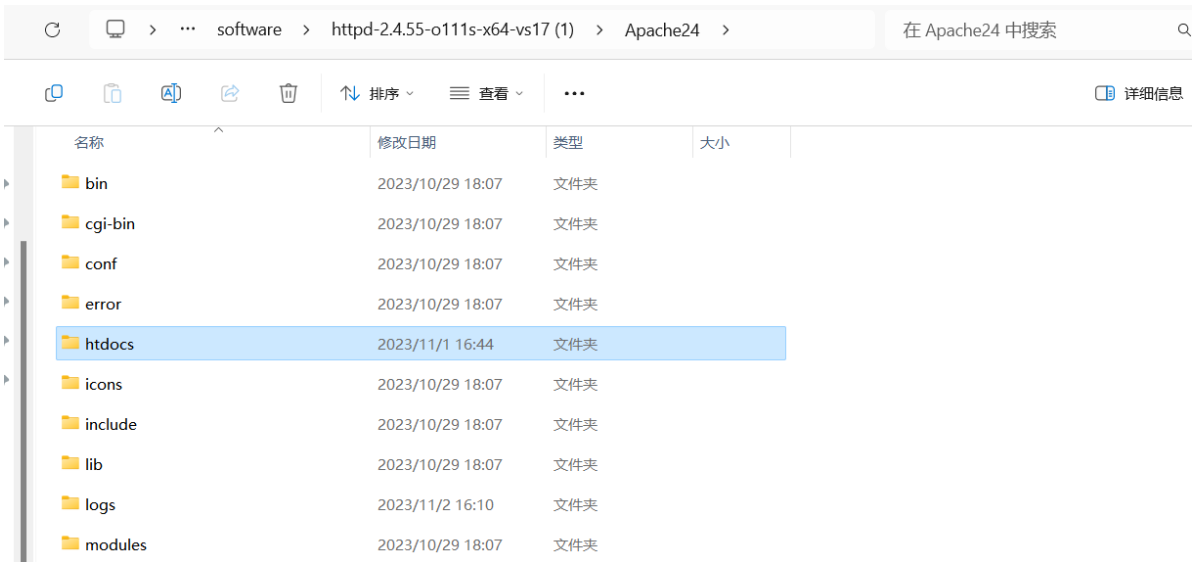 software > httpd-2.4.55-o111s-x64-vs17 (1) > Apache24 > 在 Apache24 中搜索
排序 查看 ··· 详细信息
名称 修改日期 类型 大小
bin 2023/10/29 18:07 文件夹
cgi-bin 2023/10/29 18:07 文件夹
conf 2023/10/29 18:07 文件夹
error 2023/10/29 18:07 文件夹
htdocs 2023/11/1 16:44 文件夹
icons 2023/10/29 18:07 文件夹
include 2023/10/29 18:07 文件夹
lib 2023/10/29 18:07 文件夹
logs 2023/11/2 16:10 文件夹
modules 2023/10/29 18:07 文件夹